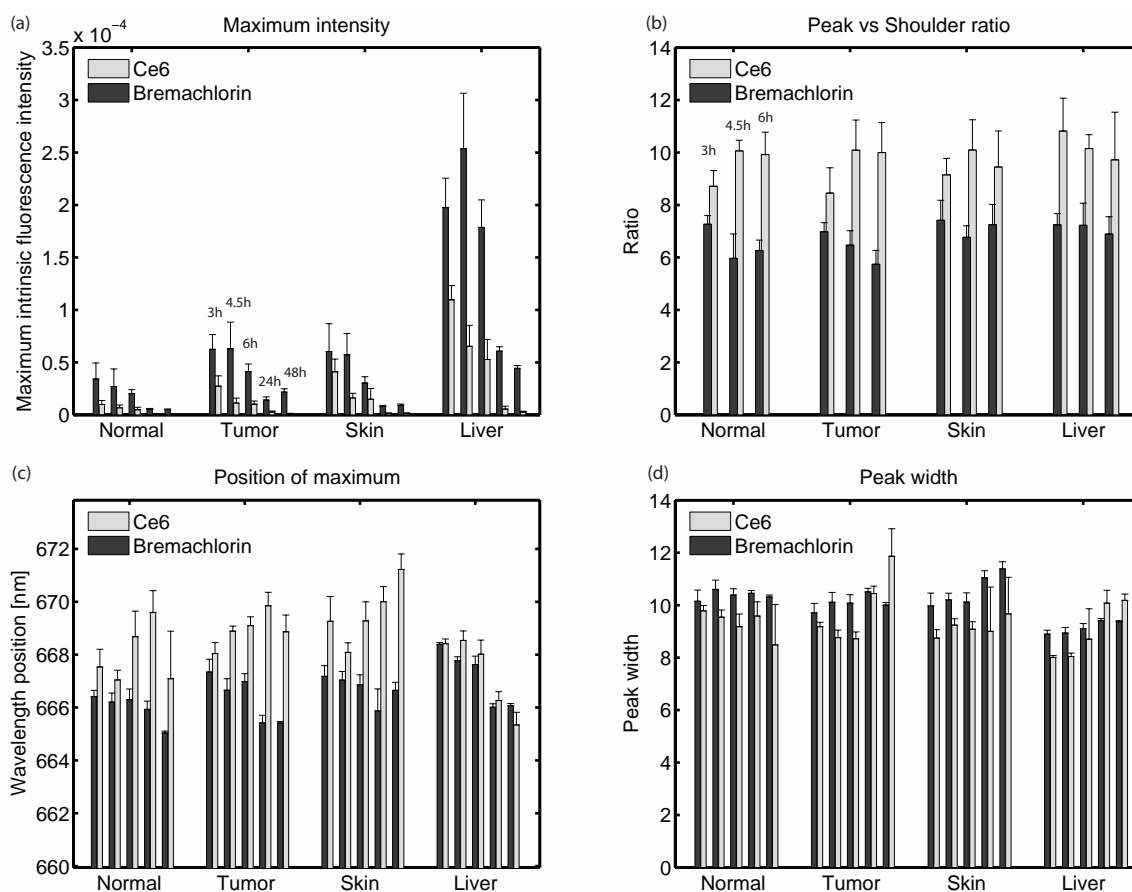 (a)
Maximum intensity
x 10⁻⁴
Maximum intrinsic fluorescence intensity
3.5
3
2.5
2
1.5
1
0.5
0
Ce6
Bremachlorin
3h
4.5h
6h
24h
48h
Normal Tumor Skin Liver
(b)
Peak vs Shoulder ratio
Ratio
14
12
10
8
6
4
2
0
Ce6
Bremachlorin
3h
4.5h
6h
Normal Tumor Skin Liver
(c)
Position of maximum
Wavelength position [nm]
672
670
668
666
664
662
660
Ce6
Bremachlorin
Normal Tumor Skin Liver
(d)
Peak width
Peak width
14
12
10
8
6
4
2
0
Ce6
Bremachlorin
Normal Tumor Skin Liver